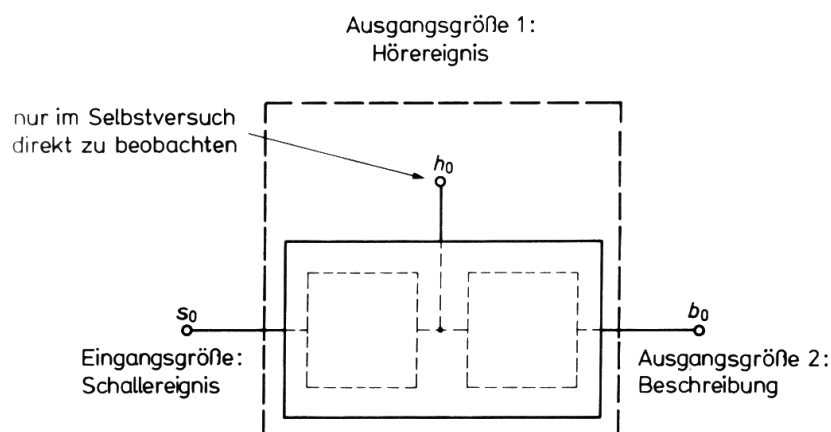 Ausgangsgröße 1:
Hörereignis
nur im Selbstversuch
direkt zu beobachten
h₀
s₀
b₀
Eingangsgröße:
Schallereignis
Ausgangsgröße 2:
Beschreibung